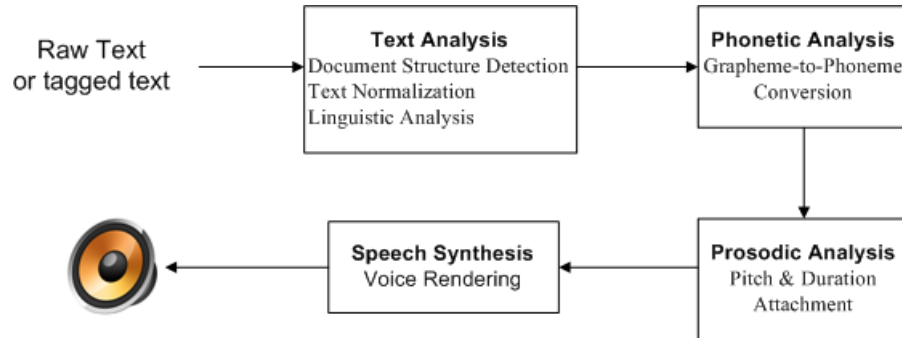 Raw Text
or tagged text
Text Analysis
Document Structure Detection
Text Normalization
Linguistic Analysis
Phonetic Analysis
Grapheme-to-Phoneme
Conversion
Prosodic Analysis
Pitch & Duration
Attachment
Speech Synthesis
Voice Rendering